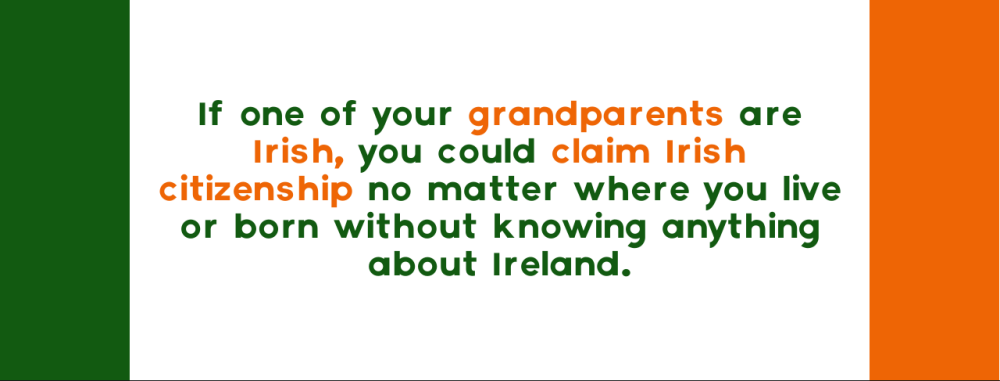 If one of your grandparents are
Irish, you could claim Irish
citizenship no matter where you live
or born without knowing anything
about Ireland.